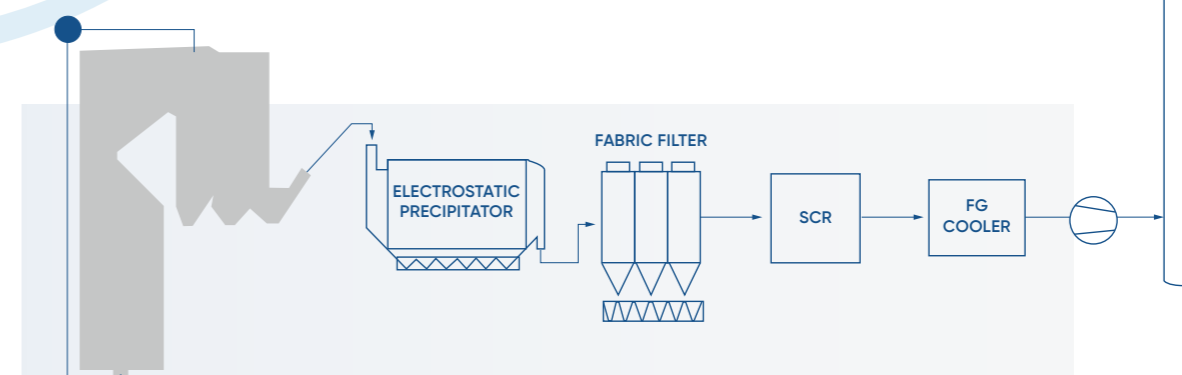 FABRIC FILTER
ELECTROSTATIC
PRECIPITATOR
SCR
FG
COOLER